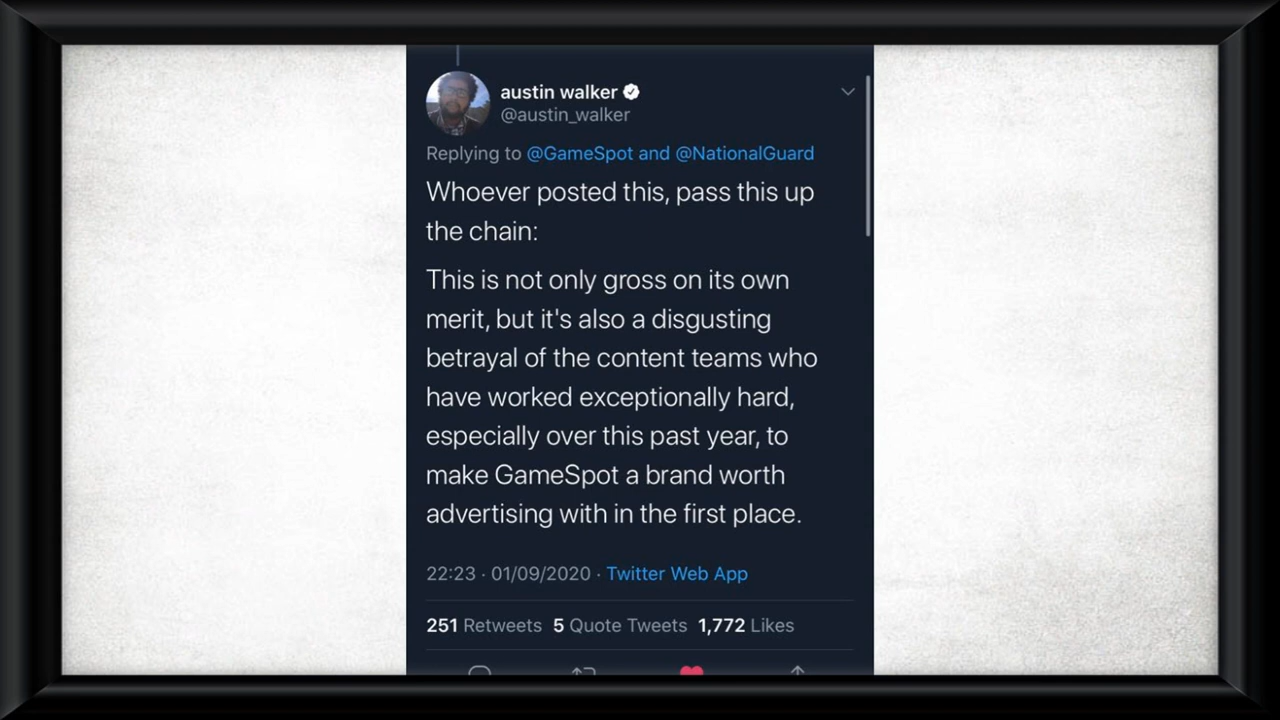 austin walker
@austin_walker
Replying to @GameSpot and @NationalGuard
Whoever posted this, pass this up
the chain:
This is not only gross on its own
merit, but it's also a disgusting
betrayal of the content teams who
have worked exceptionally hard,
especially over this past year, to
make GameSpot a brand worth
advertising with in the first place.
22:23 · 01/09/2020 · Twitter Web App
251 Retweets 5 Quote Tweets 1,772 Likes